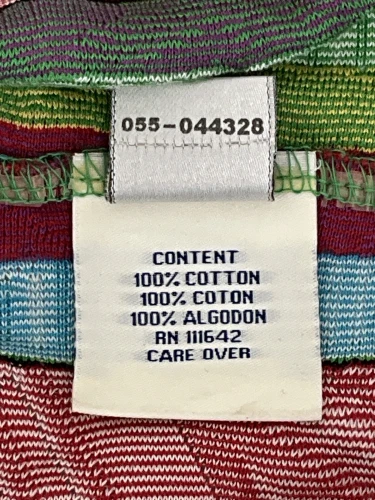 055-044328
CONTENT
100% COTTON
100% COTON
100% ALGODON
RN 111642
CARE OVER